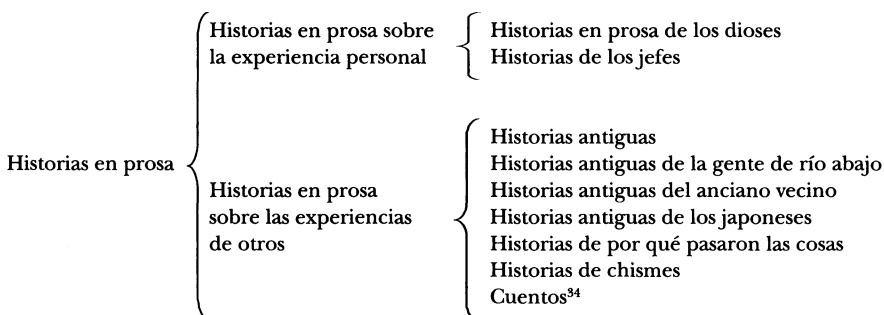 Historias en prosa
Historias en prosa sobre
la experiencia personal
Historias en prosa de los dioses
Historias de los jefes
Historias en prosa
sobre las experiencias
de otros
Historias antiguas
Historias antiguas de la gente de río abajo
Historias antiguas del anciano vecino
Historias antiguas de los japoneses
Historias de por qué pasaron las cosas
Historias de chismes
Cuentos³⁴